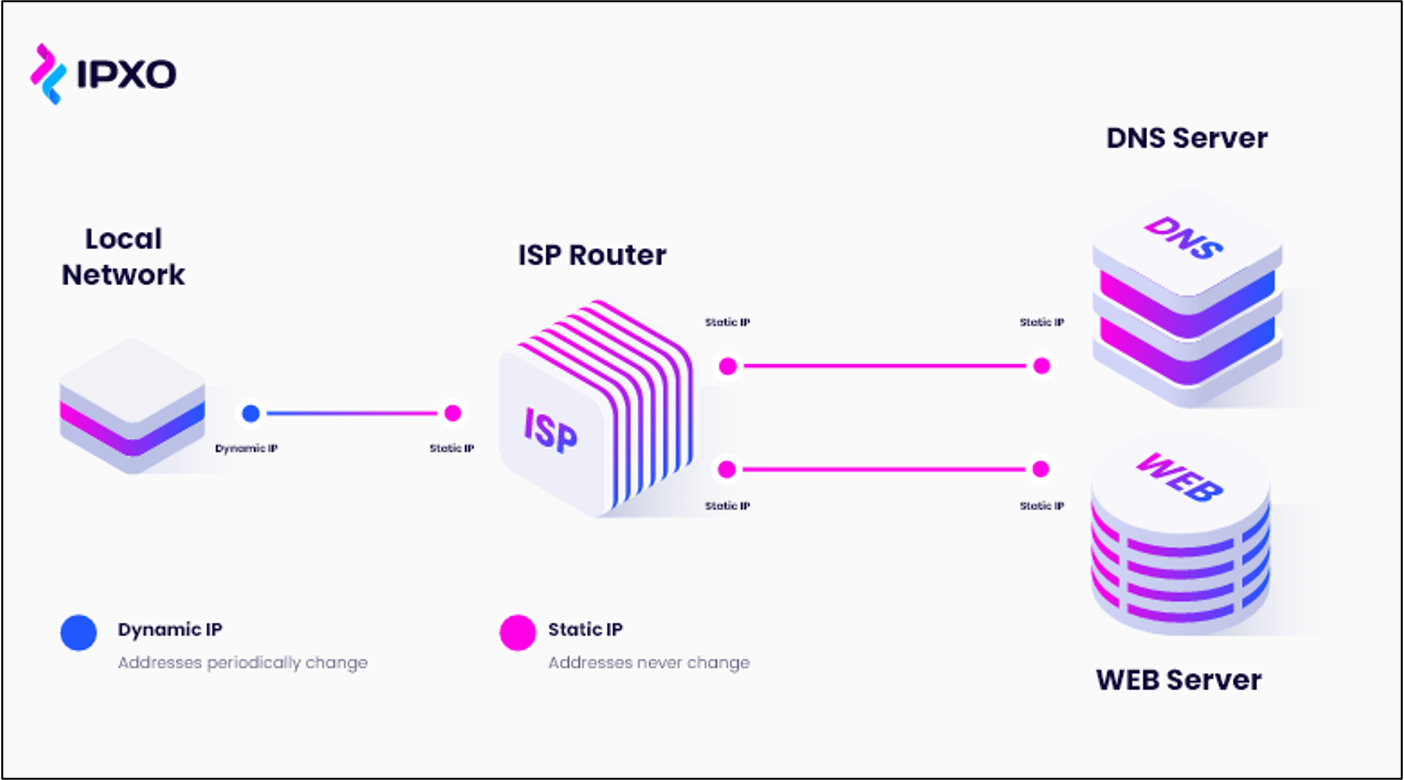 IPXO
DNS Server
DNS
Local
Network
ISP Router
Static IP
Static IP
ISP
Dynamic IP
Static IP
WEB
Static IP
Static IP
Dynamic IP
Addresses periodically change
Static IP
Addresses never change
WEB Server